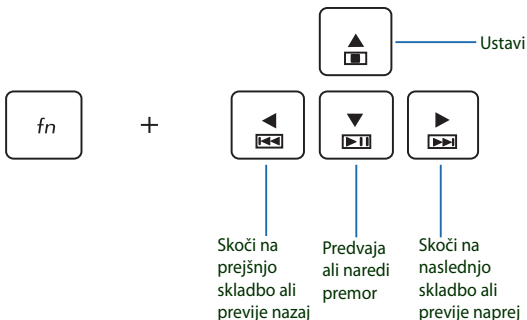 Ustavi
fn +
Skoči na
prejšnjo
skladbo ali
previje nazaj
Predvaja
ali naredi
premor
Skoči na
naslednjo
skladbo ali
previje naprej